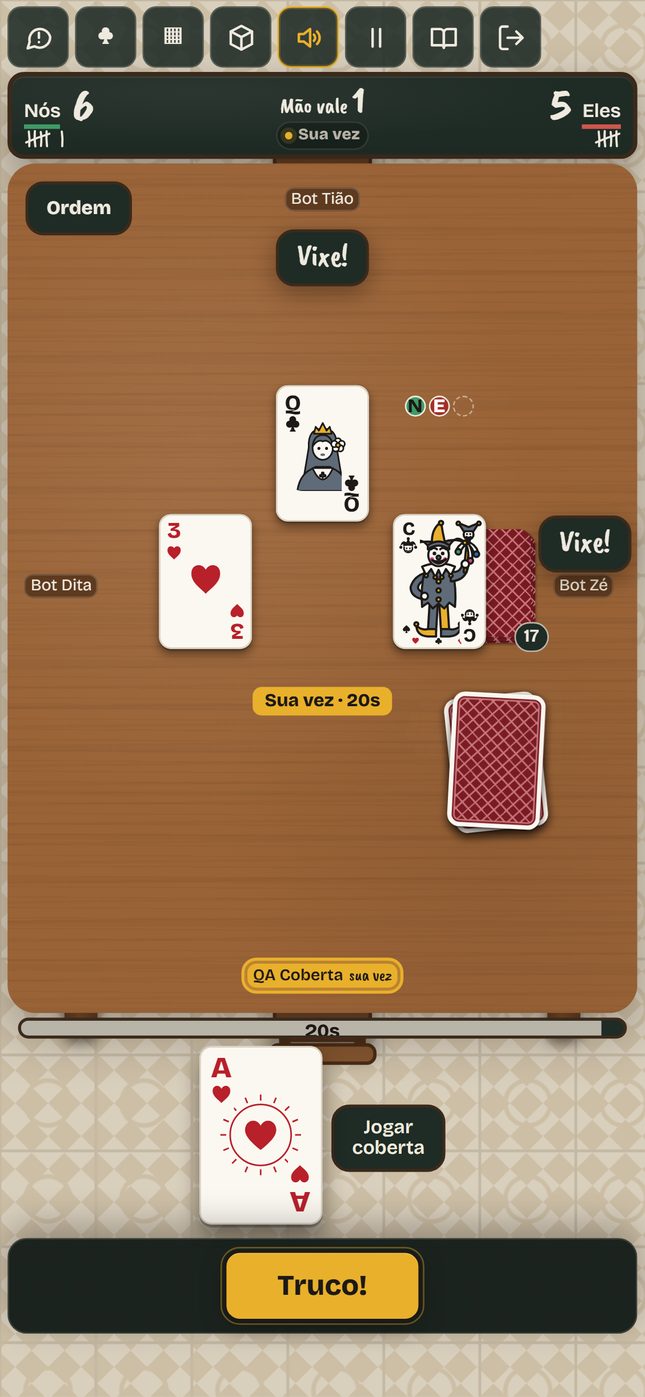 Nós 6
Mão vale 1
5 Eles
Sua vez
Ordem
Bot Tião
Vixe!
Q
Q
N E
3
3
C
C
Vixe!
Bot Dita
Bot Zé
17
Sua vez · 20s
QA Coberta sua vez
20s
A
A
Jogar
coberta
Truco!